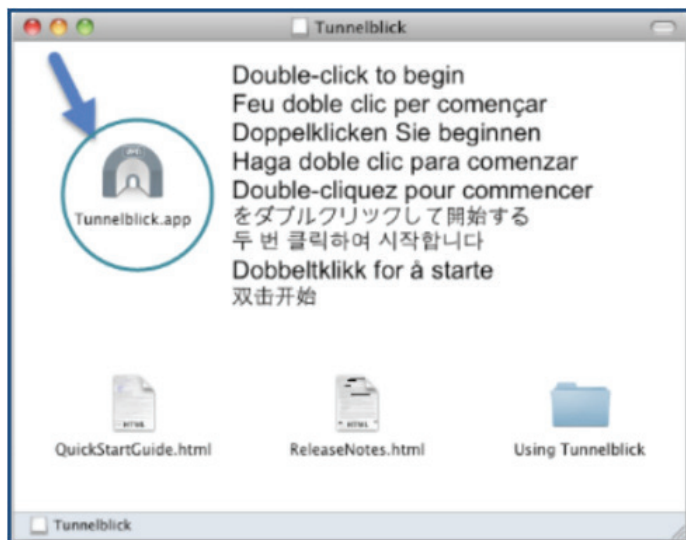 Tunnelblick
Double-click to begin
Feu doble clic per començar
Doppelklicken Sie beginnen
Haga doble clic para comenzar
Double-cliquez pour commencer
をダブルクリックして開始する
두 번 클릭하여 시작합니다
Dobbeltklikk for å starte
双击开始
Tunnelblick.app
HTML
HTML
QuickStartGuide.html
ReleaseNotes.html
Using Tunnelblick
Tunnelblick